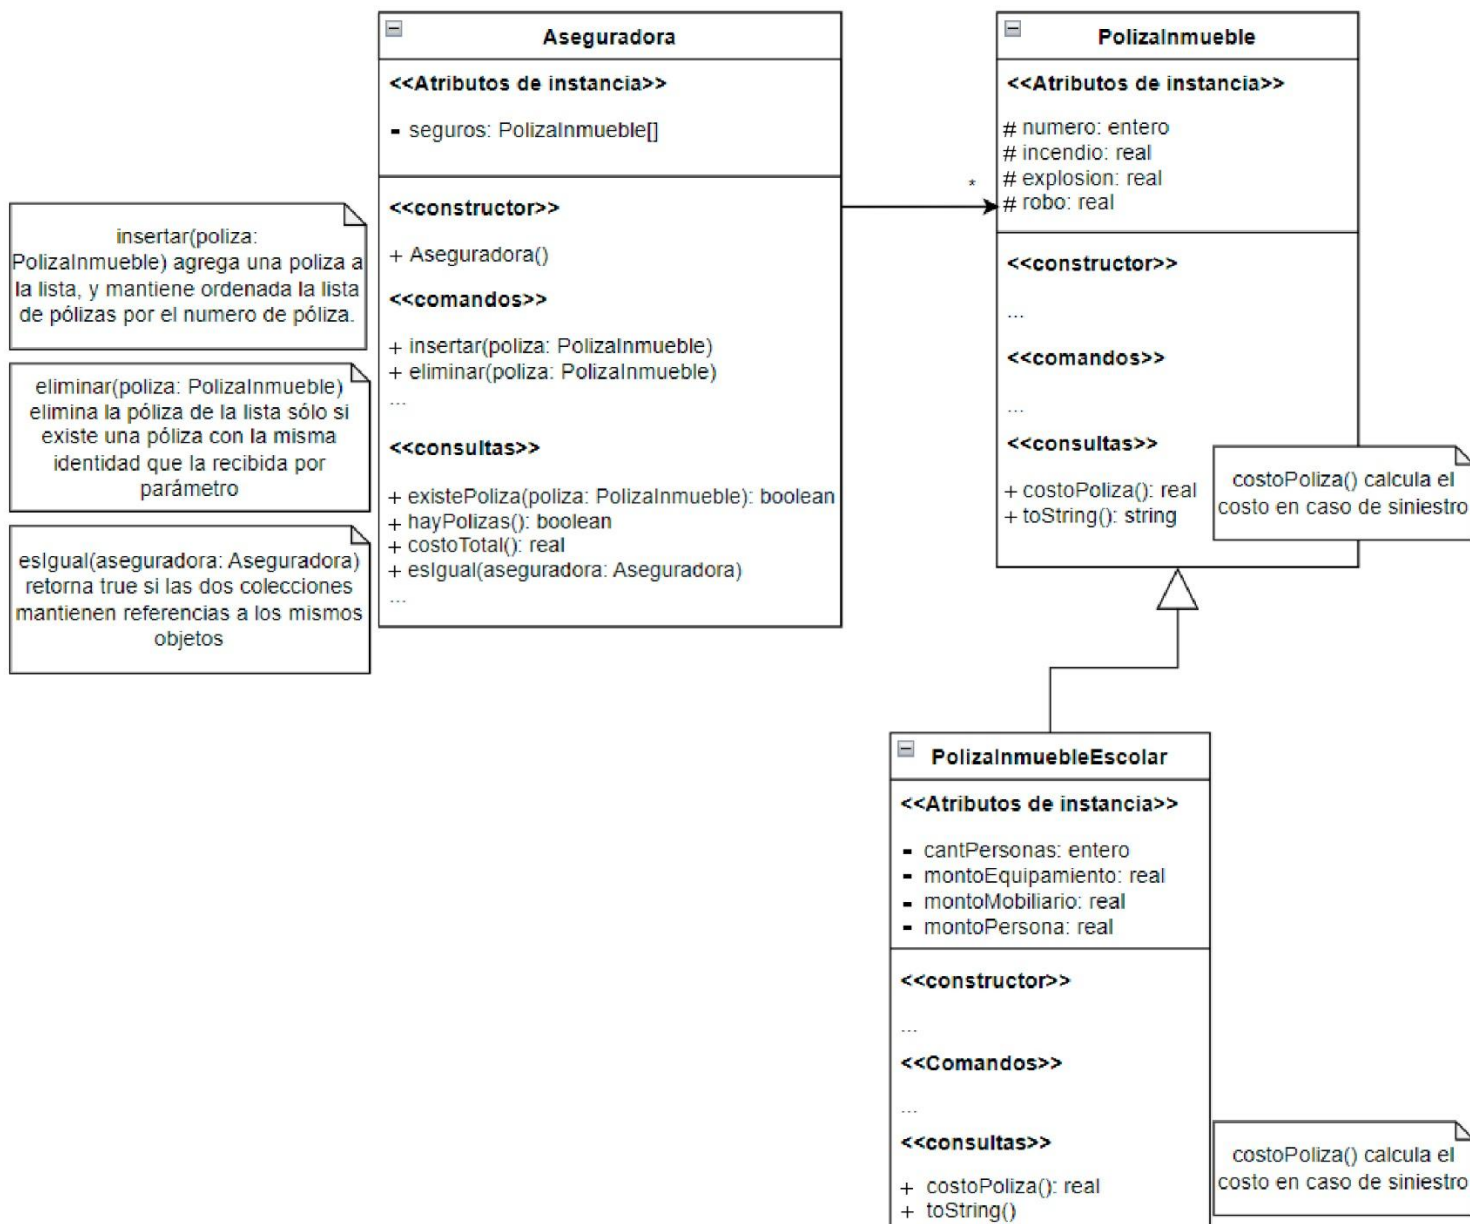 Aseguradora
<<Atributos de instancia>>
- seguros: PolizaInmueble[]
<<constructor>>
+ Aseguradora()
<<comandos>>
+ insertar(poliza: PolizaInmueble)
+ eliminar(poliza: PolizaInmueble)
...
<<consultas>>
+ existePoliza(poliza: PolizaInmueble): boolean
+ hayPolizas(): boolean
+ costoTotal(): real
+ esIgual(aseguradora: Aseguradora)
...
insertar(poliza:
PolizaInmueble) agrega una poliza a
la lista, y mantiene ordenada la lista
de pólizas por el numero de póliza.
eliminar(poliza: PolizaInmueble)
elimina la póliza de la lista sólo si
existe una póliza con la misma
identidad que la recibida por
parámetro
esIgual(aseguradora: Aseguradora)
retorna true si las dos colecciones
mantienen referencias a los mismos
objetos
*
PolizaInmueble
<<Atributos de instancia>>
# numero: entero
# incendio: real
# explosion: real
# robo: real
<<constructor>>
...
<<comandos>>
...
<<consultas>>
+ costoPoliza(): real
+ toString(): string
costoPoliza() calcula el
costo en caso de siniestro
PolizaInmuebleEscolar
<<Atributos de instancia>>
- cantPersonas: entero
- montoEquipamiento: real
- montoMobiliario: real
- montoPersona: real
<<constructor>>
...
<<Comandos>>
...
<<consultas>>
+ costoPoliza(): real
+ toString()
costoPoliza() calcula el
costo en caso de siniestro